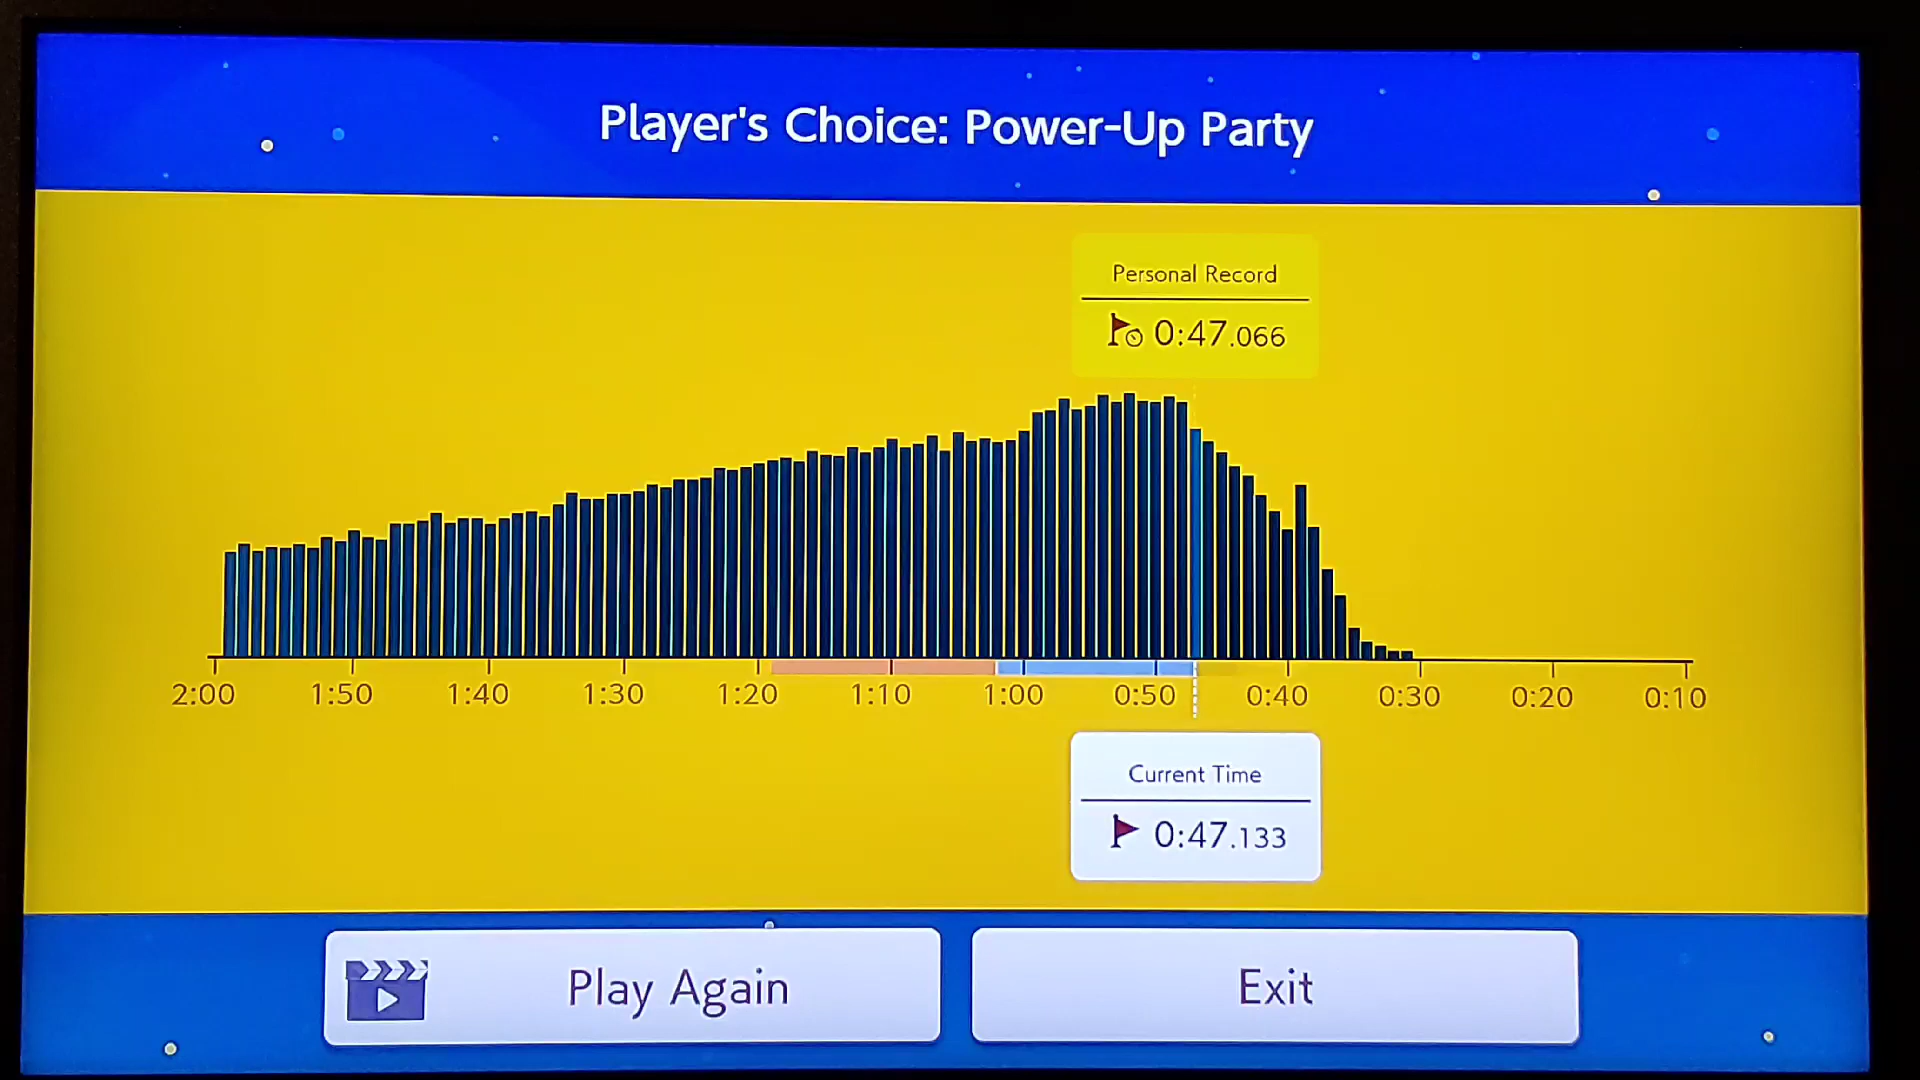 Player's Choice: Power-Up Party
Personal Record
0:47.066
2:00 1:50 1:40 1:30 1:20 1:10 1:00 0:50 0:40 0:30 0:20 0:10
Current Time
0:47.133
Play Again
Exit